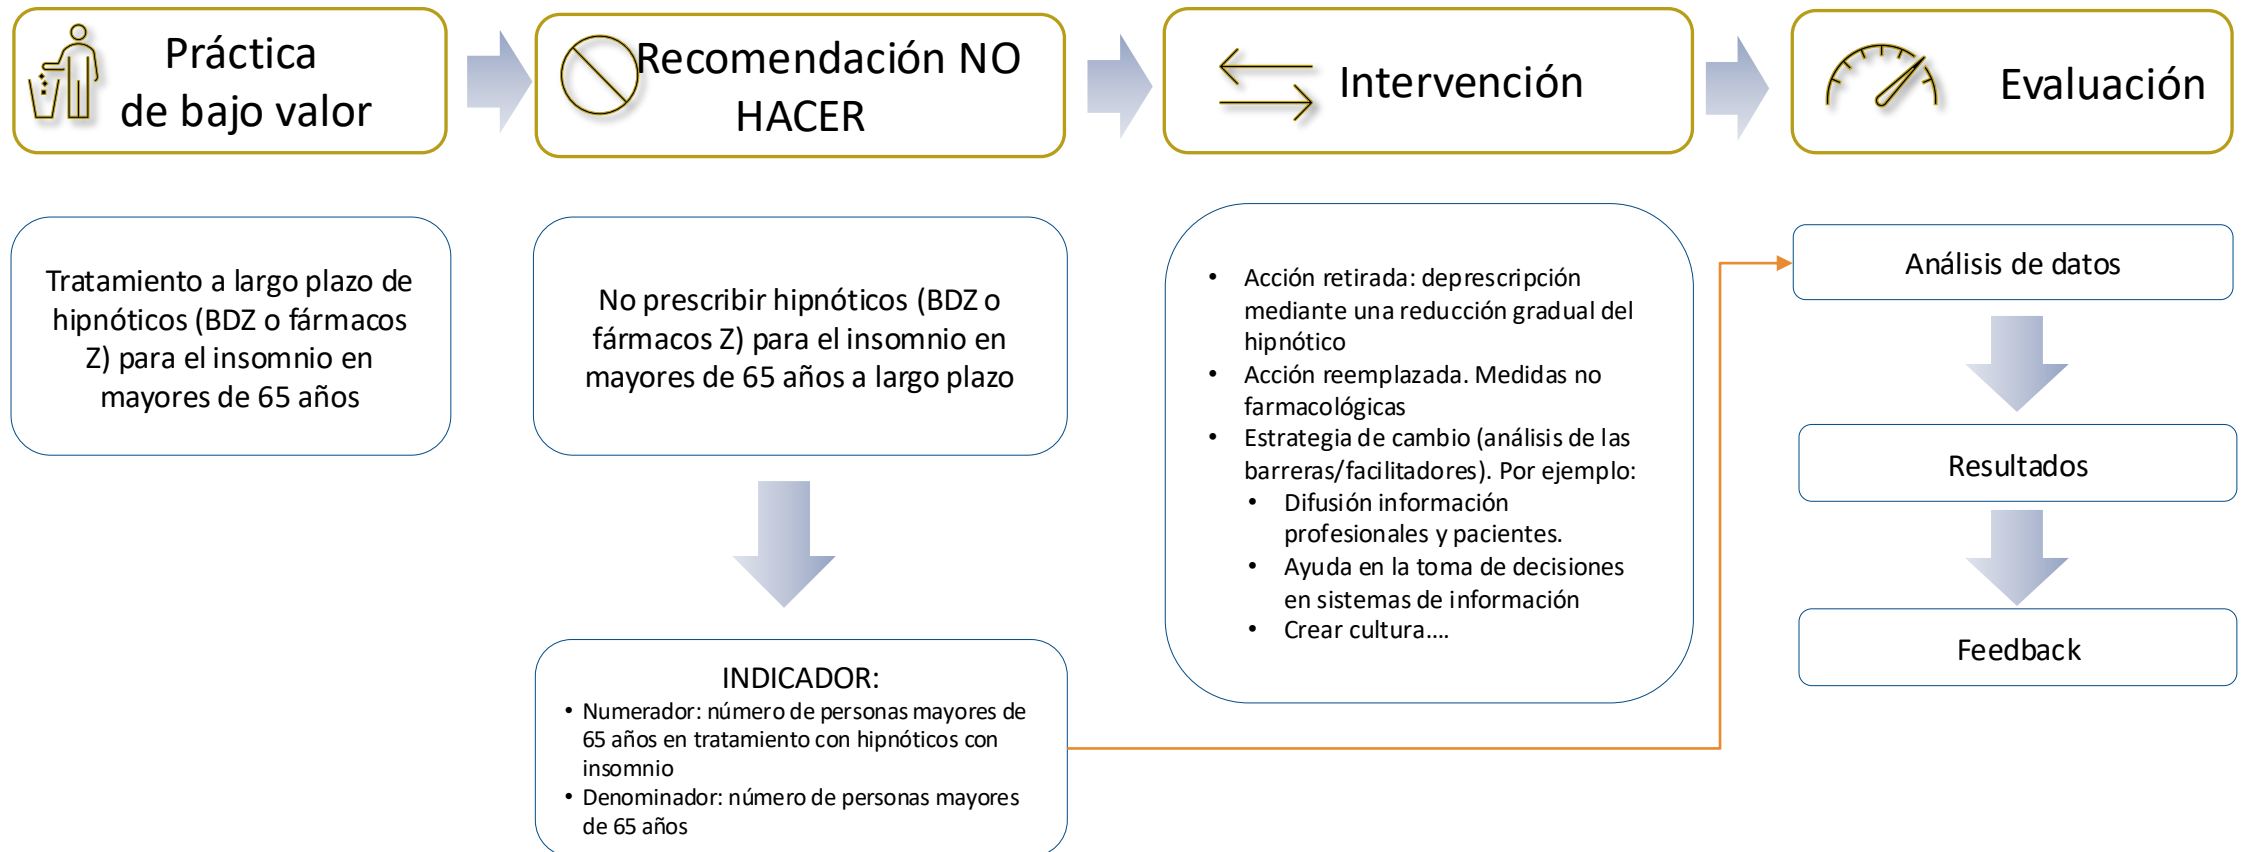 Práctica
de bajo valor
Recomendación NO
HACER
Intervención
Evaluación
Tratamiento a largo plazo de
hipnóticos (BDZ o fármacos
Z) para el insomnio en
mayores de 65 años
No prescribir hipnóticos (BDZ o
fármacos Z) para el insomnio en
mayores de 65 años a largo plazo
INDICADOR:
• Numerador: número de personas mayores de
65 años en tratamiento con hipnóticos con
insomnio
• Denominador: número de personas mayores
de 65 años
• Acción retirada: deprescripción
mediante una reducción gradual del
hipnótico
• Acción reemplazada. Medidas no
farmacológicas
• Estrategia de cambio (análisis de las
barreras/facilitadores). Por ejemplo:
• Difusión información
profesionales y pacientes.
• Ayuda en la toma de decisiones
en sistemas de información
• Crear cultura....
Análisis de datos
Resultados
Feedback